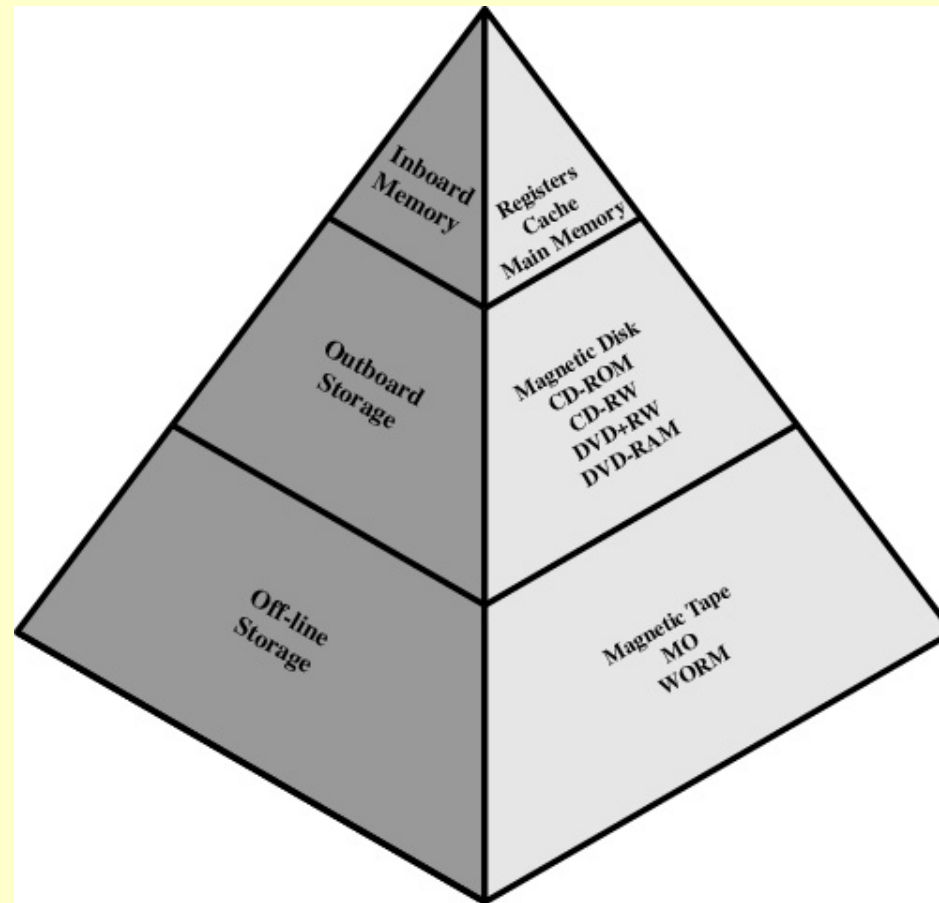 Inboard
Memory
Registers
Cache
Main Memory
Outboard
Storage
Magnetic Disk
CD-ROM
CD-RW
DVD+RW
DVD-RAM
Off-line
Storage
Magnetic Tape
MO
WORM